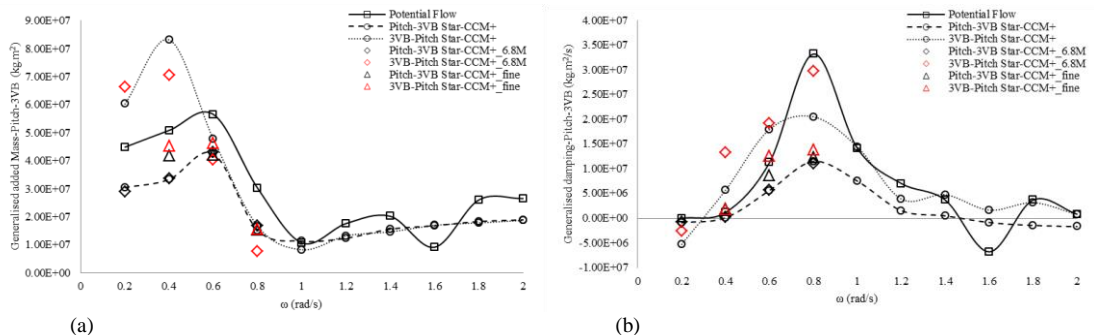 Generalised added Mass-Pitch-3VB (kg.m²)
9.00E+07
8.00E+07
7.00E+07
6.00E+07
5.00E+07
4.00E+07
3.00E+07
2.00E+07
1.00E+07
0.00E+00
0 0.2 0.4 0.6 0.8 1 1.2 1.4 1.6 1.8 2
ω (rad/s)
Potential Flow
Pitch-3VB Star-CCM+
3VB-Pitch Star-CCM+
Pitch-3VB Star-CCM+_6.8M
3VB-Pitch Star-CCM+_6.8M
Pitch-3VB Star-CCM+_fine
3VB-Pitch Star-CCM+_fine
(a)
Generalised damping-Pitch-3VB (kg.m²/s)
4.00E+07
3.50E+07
3.00E+07
2.50E+07
2.00E+07
1.50E+07
1.00E+07
5.00E+06
0.00E+00
-5.00E+06
-1.00E+07
0 0.2 0.4 0.6 0.8 1 1.2 1.4 1.6 1.8 2
ω (rad/s)
Potential Flow
Pitch-3VB Star-CCM+
3VB-Pitch Star-CCM+
Pitch-3VB Star-CCM+_6.8M
3VB-Pitch Star-CCM+_6.8M
Pitch-3VB Star-CCM+_fine
3VB-Pitch Star-CCM+_fine
(b)